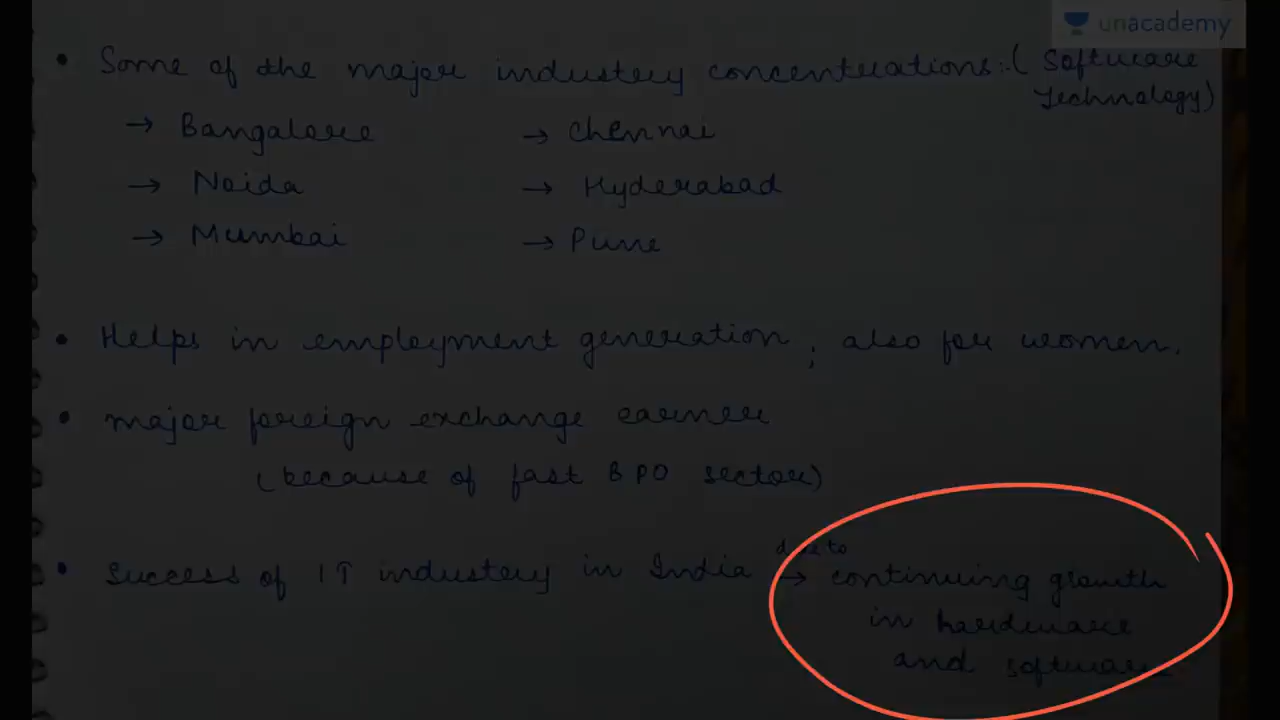 unacademy
• Some of the major industry concentrations:- (Software
Technology)
→ Bangalore → Chennai
→ Noida → Hyderabad
→ Mumbai → Pune
• Helps in employment generation, also for women.
• major foreign exchange earner
(because of fast BPO sector)
• Success of IT industry in India due to → continuing growth
in hardware
and software